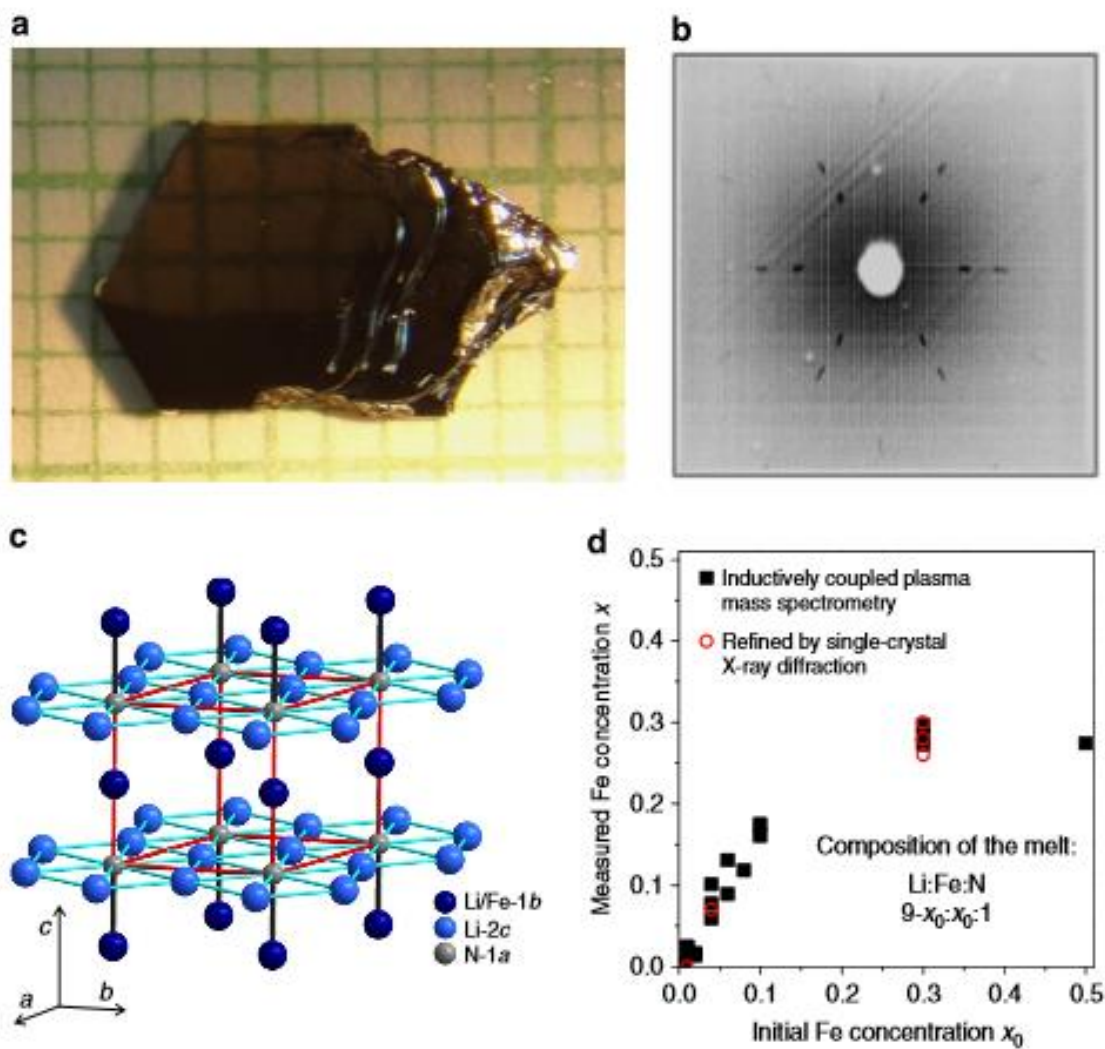 a
b
c
Li/Fe-1b
Li-2c
N-1a
c
a
b
d
Measured Fe concentration x
0.5
0.4
0.3
0.2
0.1
0.0
Inductively coupled plasma
mass spectrometry
Refined by single-crystal
X-ray diffraction
Composition of the melt:
Li:Fe:N
9-x₀:x₀:1
0.0 0.1 0.2 0.3 0.4 0.5
Initial Fe concentration x₀